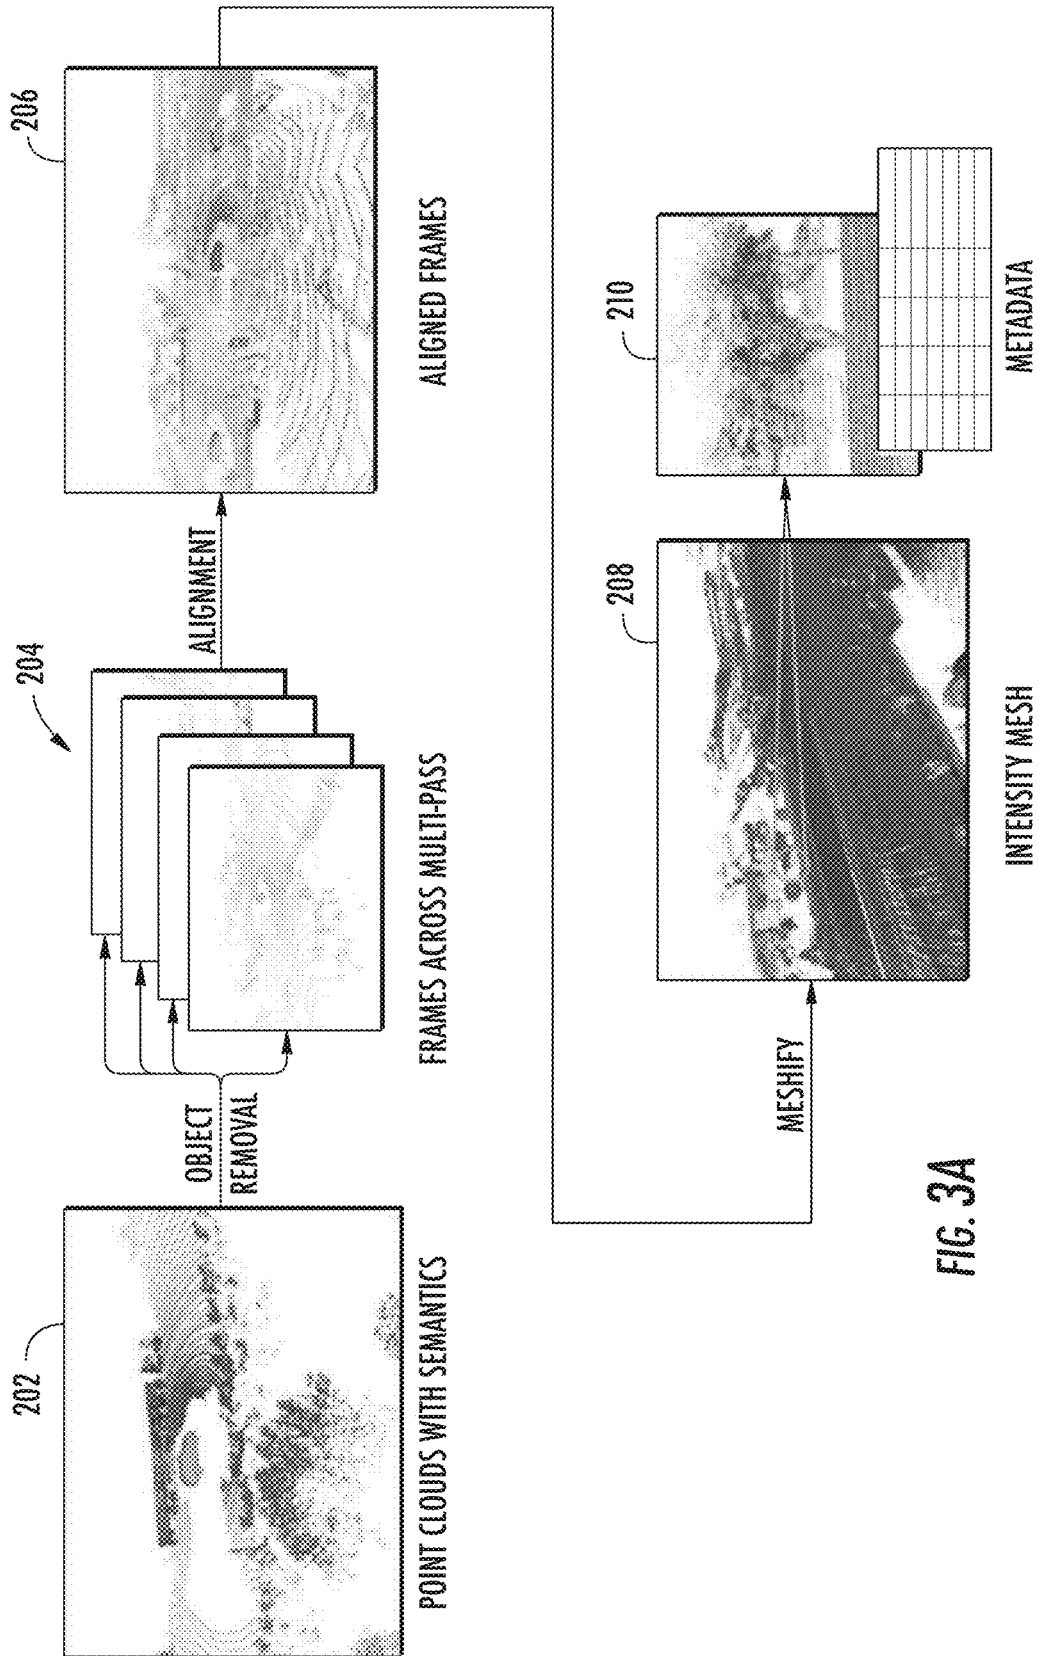 202
OBJECT
REMOVAL
204
ALIGNMENT
206
POINT CLOUDS WITH SEMANTICS
FRAMES ACROSS MULTI-PASS
ALIGNED FRAMES
MESHIFY
208
210
INTENSITY MESH
METADATA
FIG. 3A